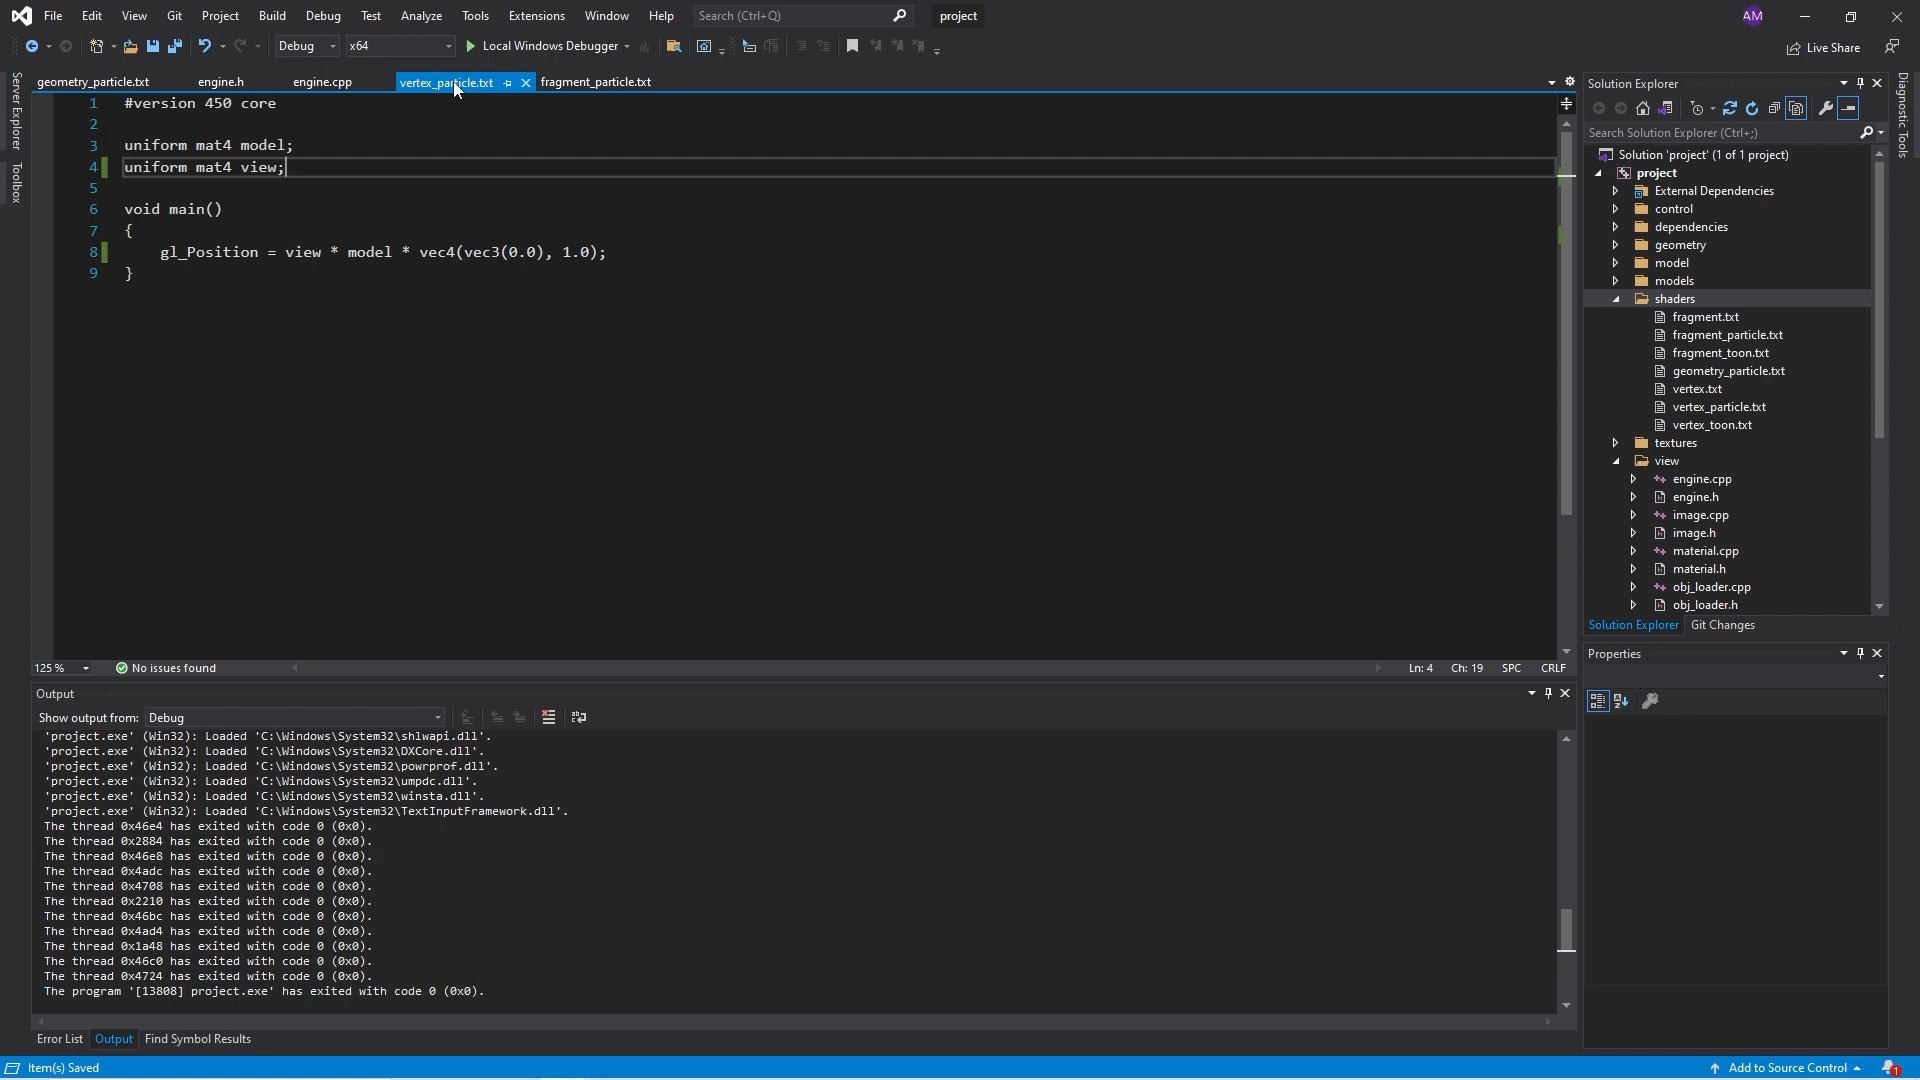 File Edit View Git Project Build Debug Test Analyze Tools Extensions Window Help Search (Ctrl+Q) project AM
Debug x64 Local Windows Debugger Live Share
geometry_particle.txt engine.h engine.cpp vertex_particle.txt fragment_particle.txt
Server Explorer
Toolbox
1 #version 450 core
2
3 uniform mat4 model;
4 uniform mat4 view;
5
6 void main()
7 {
8 gl_Position = view * model * vec4(vec3(0.0), 1.0);
9 }
125 % No issues found Ln: 4 Ch: 19 SPC CRLF
Output
Show output from: Debug
'project.exe' (Win32): Loaded 'C:\Windows\System32\shlwapi.dll'.
'project.exe' (Win32): Loaded 'C:\Windows\System32\DXCore.dll'.
'project.exe' (Win32): Loaded 'C:\Windows\System32\powrprof.dll'.
'project.exe' (Win32): Loaded 'C:\Windows\System32\umpdc.dll'.
'project.exe' (Win32): Loaded 'C:\Windows\System32\winsta.dll'.
'project.exe' (Win32): Loaded 'C:\Windows\System32\TextInputFramework.dll'.
The thread 0x46e4 has exited with code 0 (0x0).
The thread 0x2884 has exited with code 0 (0x0).
The thread 0x46e8 has exited with code 0 (0x0).
The thread 0x4adc has exited with code 0 (0x0).
The thread 0x4708 has exited with code 0 (0x0).
The thread 0x2210 has exited with code 0 (0x0).
The thread 0x46bc has exited with code 0 (0x0).
The thread 0x4ad4 has exited with code 0 (0x0).
The thread 0x1a48 has exited with code 0 (0x0).
The thread 0x46c0 has exited with code 0 (0x0).
The thread 0x4724 has exited with code 0 (0x0).
The program '[13808] project.exe' has exited with code 0 (0x0).
Error List Output Find Symbol Results
Solution Explorer
Search Solution Explorer (Ctrl+;)
Solution 'project' (1 of 1 project)
project
External Dependencies
control
dependencies
geometry
model
models
shaders
fragment.txt
fragment_particle.txt
fragment_toon.txt
geometry_particle.txt
vertex.txt
vertex_particle.txt
vertex_toon.txt
textures
view
engine.cpp
engine.h
image.cpp
image.h
material.cpp
material.h
obj_loader.cpp
obj_loader.h
Solution Explorer Git Changes
Properties
Diagnostic Tools
Item(s) Saved Add to Source Control 1